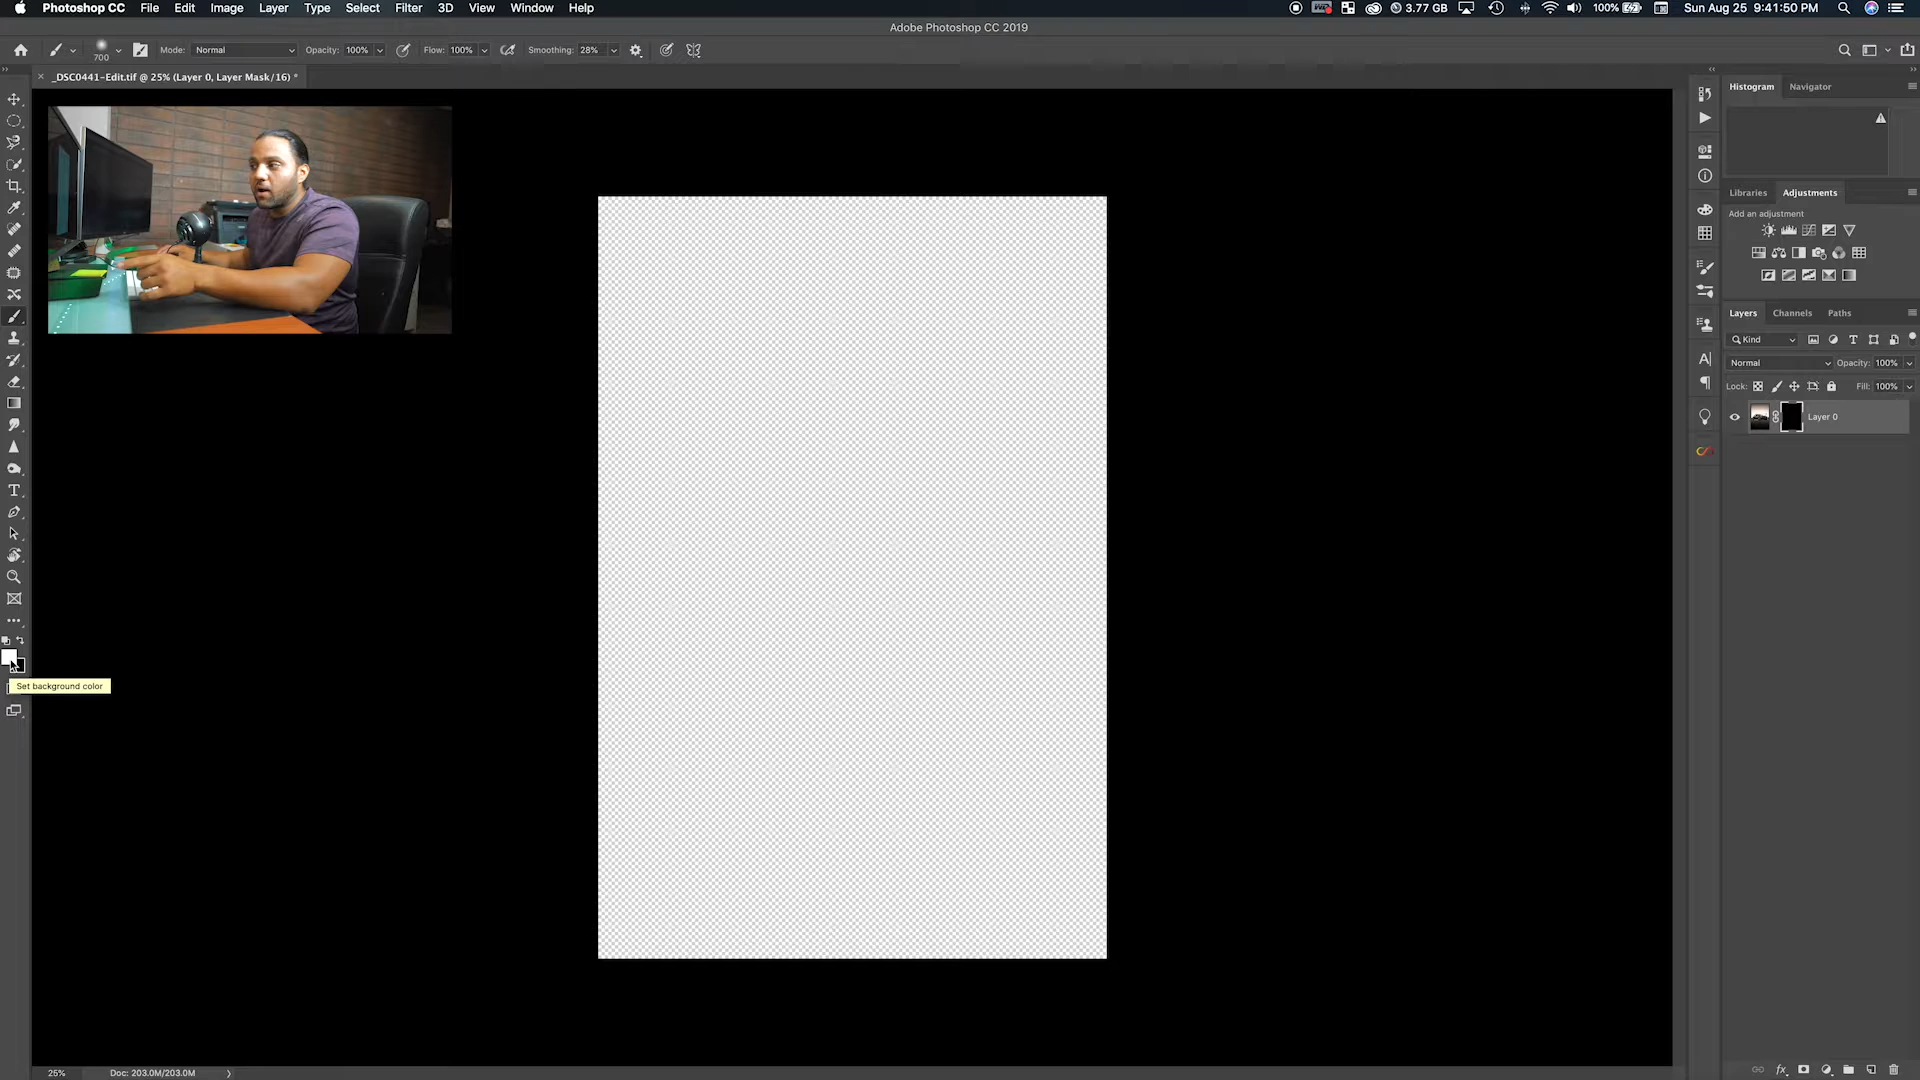 Photoshop CC File Edit Image Layer Type Select Filter 3D View Window Help 3.77 GB 100% Sun Aug 25 9:41:50 PM
Adobe Photoshop CC 2019
700 Mode: Normal Opacity: 100% Flow: 100% Smoothing: 28%
_DSC0441-Edit.tif @ 25% (Layer 0, Layer Mask/16) *
Histogram Navigator
Libraries Adjustments
Add an adjustment
Layers Channels Paths
Kind
Normal Opacity: 100%
Lock: Fill: 100%
Layer 0
Set background color
25% Doc: 203.0M/203.0M